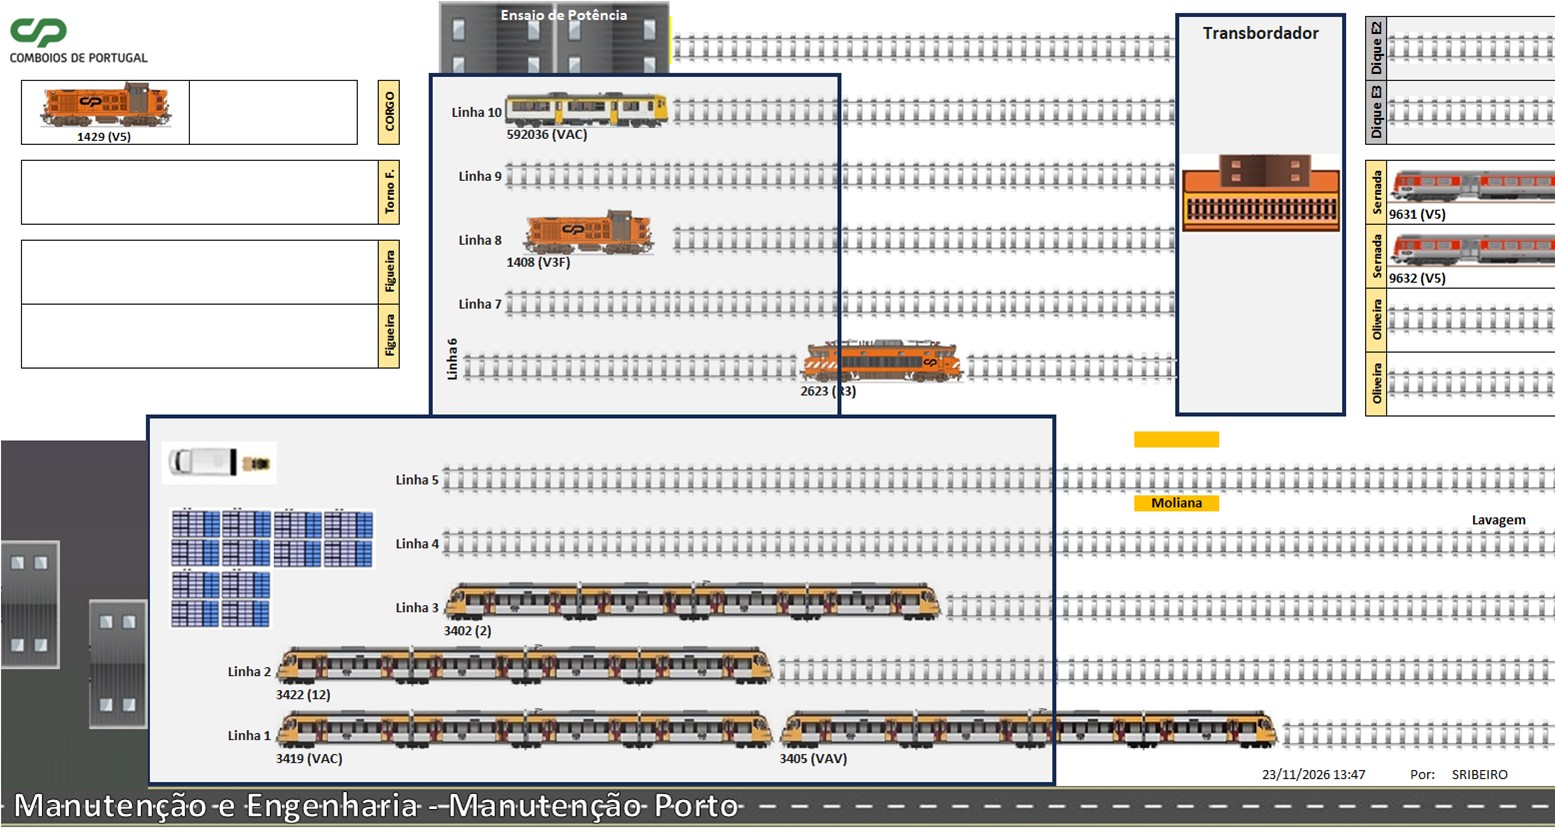 Ensaio de Potência
Transbordador
Dique E2
Dique E3
COMBOIOS DE PORTUGAL
CORGO
1429 (V5)
Linha 10
592036 (VAC)
Torno F.
Linha 9
Sernada
9631 (V5)
Figueira
Linha 8
1408 (V3F)
Sernada
9632 (V5)
Figueira
Linha 7
Oliveira
Linha 6
2623 (R3)
Oliveira
Linha 5
Moliana
Lavagem
Linha 4
Linha 3
3402 (2)
Linha 2
3422 (12)
Linha 1
3419 (VAC)
3405 (VAV)
23/11/2026 13:47 Por: SRIBEIRO
Manutenção e Engenharia - Manutenção Porto